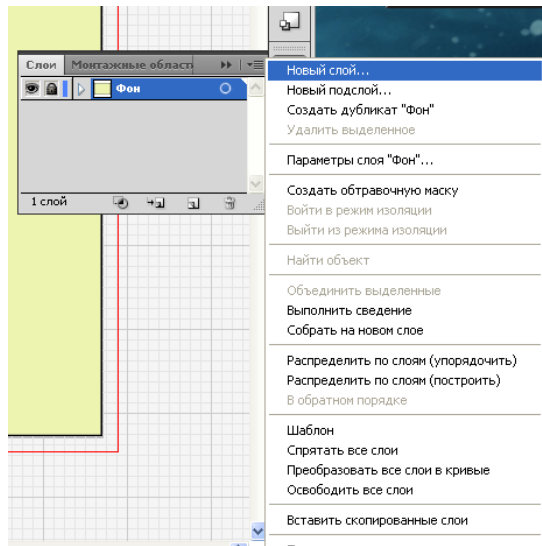 Слои
Монтажные област
Фон
1 слой
Новый слой...
Новый подслой...
Создать дубликат "Фон"
Удалить выделенное
Параметры слоя "Фон"...
Создать обтравочную маску
Войти в режим изоляции
Выйти из режима изоляции
Найти объект
Объединить выделенные
Выполнить сведение
Собрать на новом слое
Распределить по слоям (упорядочить)
Распределить по слоям (построить)
В обратном порядке
Шаблон
Спрятать все слои
Преобразовать все слои в кривые
Освободить все слои
Вставить скопированные слои